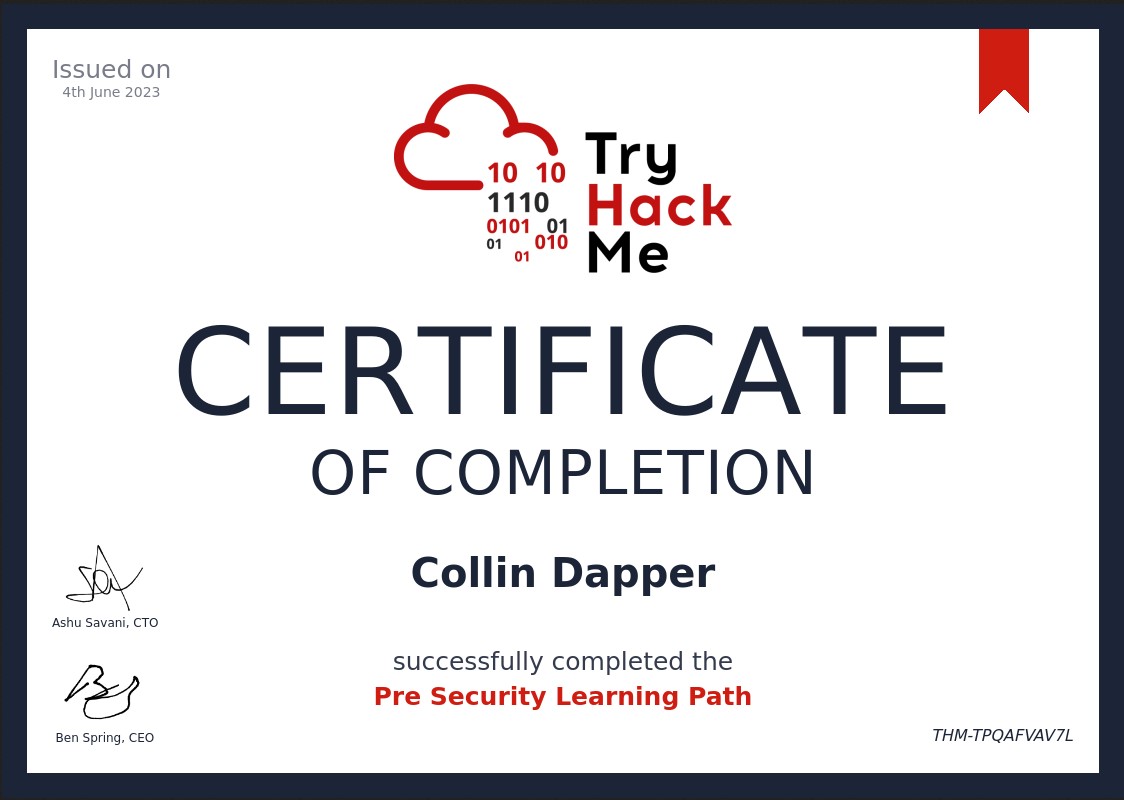 Issued on
4th June 2023
10 10
1110
0101 01
01 010
01
Try
Hack
Me
CERTIFICATE
OF COMPLETION
Collin Dapper
successfully completed the
Pre Security Learning Path
Ashu Savani, CTO
Ben Spring, CEO
THM-TPQAFVAV7L